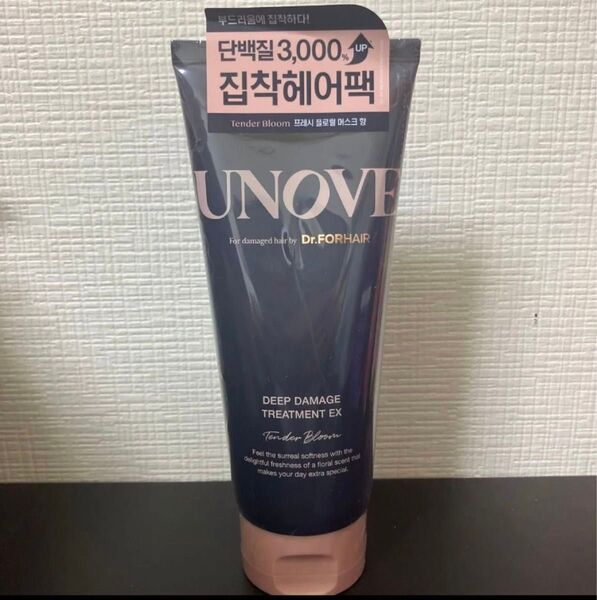 부드리움에 집착하다!
단백질 3,000% UP
집착헤어팩
Tender Bloom 프레시 플로럴 머스크 향
UNOVE
For damaged hair by Dr.FORHAIR
DEEP DAMAGE
TREATMENT EX
Tender Bloom
Feel the surreal softness with the
delightful freshness of a floral scent that
makes your day extra special.